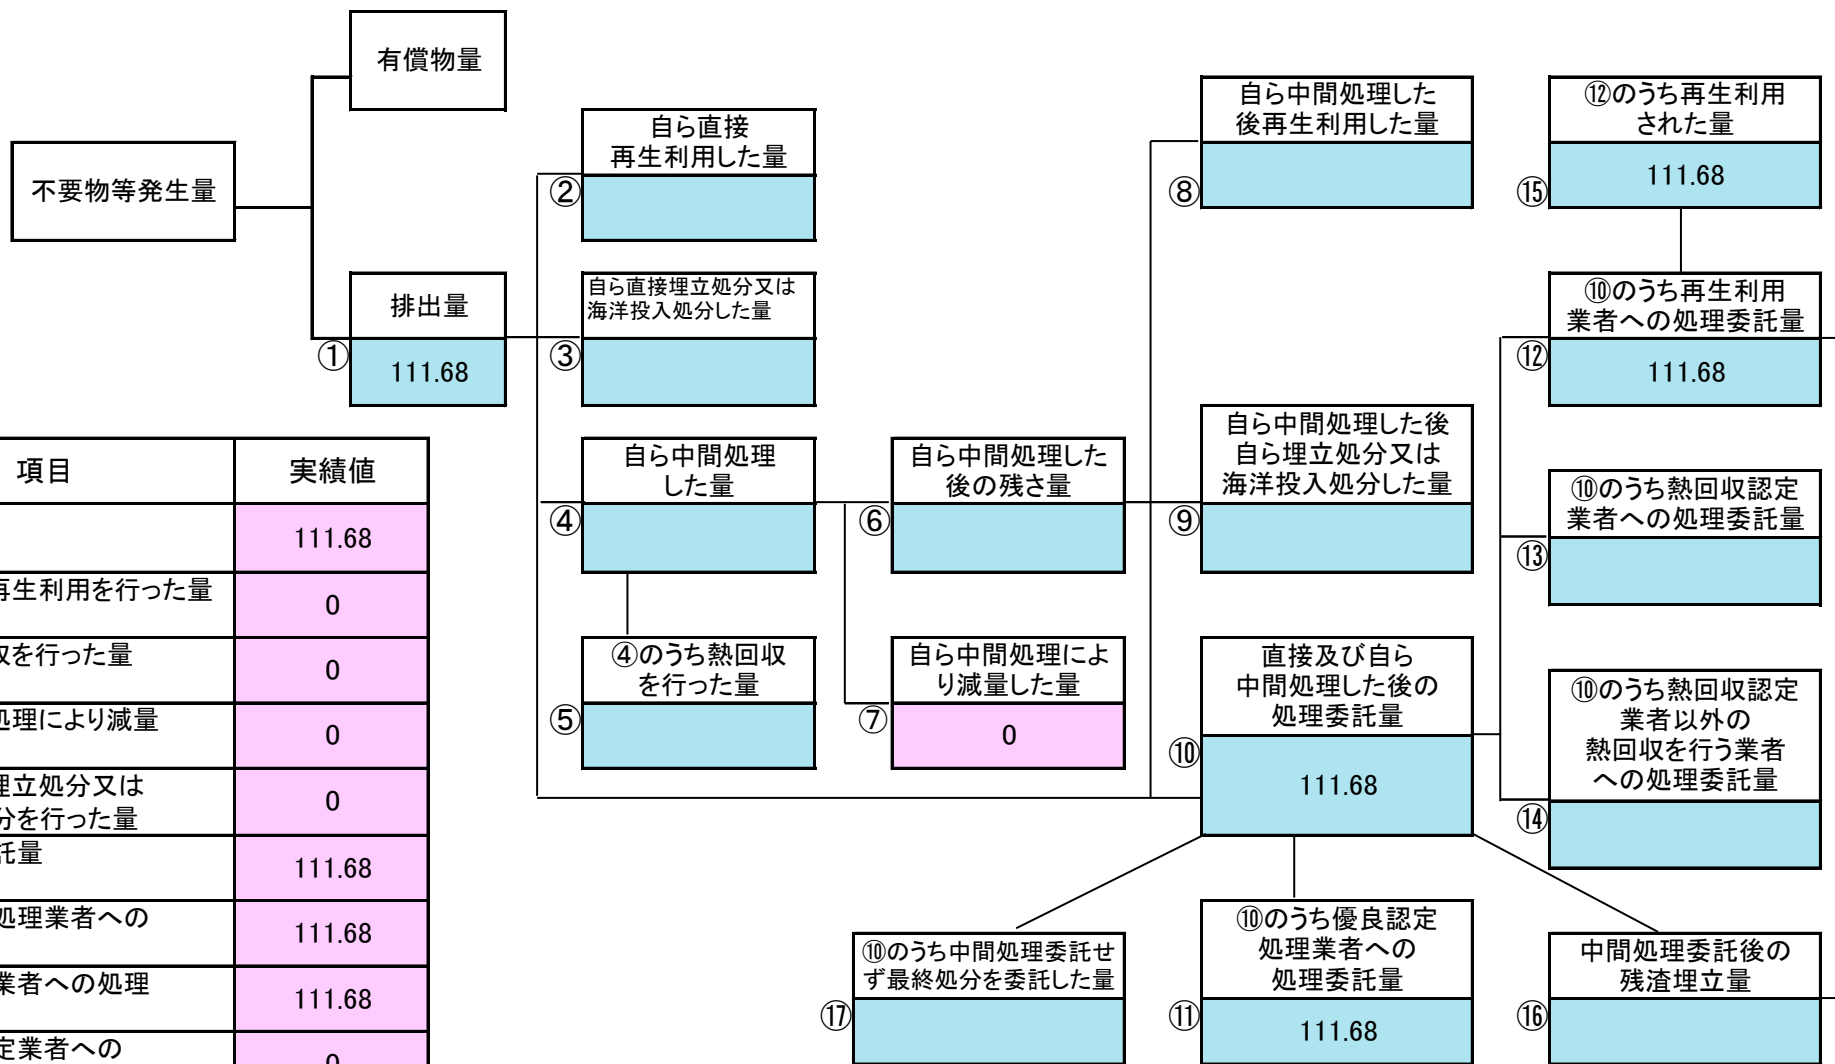 有償物量
不要物等発生量
排出量
①
111.68
自ら直接
再生利用した量
②
自ら直接埋立処分又は
海洋投入処分した量
③
自ら中間処理
した量
④
④のうち熱回収
を行った量
⑤
自ら中間処理した
後の残さ量
⑥
自ら中間処理によ
り減量した量
⑦
0
自ら中間処理した
後再生利用した量
⑧
自ら中間処理した後
自ら埋立処分又は
海洋投入処分した量
⑨
直接及び自ら
中間処理した後の
処理委託量
⑩
111.68
⑩のうち優良認定
処理業者への
処理委託量
⑪
111.68
⑫のうち再生利用
された量
⑮
111.68
⑩のうち再生利用
業者への処理委託量
⑫
111.68
⑩のうち熱回収認定
業者への処理委託量
⑬
⑩のうち熱回収認定
業者以外の
熱回収を行う業者
への処理委託量
⑭
中間処理委託後の
残渣埋立量
⑯
⑩のうち中間処理委託せ
ず最終処分を委託した量
⑰
項目 実績値
111.68
再生利用を行った量 0
を行った量 0
処理により減量 0
埋立処分又は
分を行った量 0
託量 111.68
処理業者への 111.68
業者への処理 111.68
定業者への 0